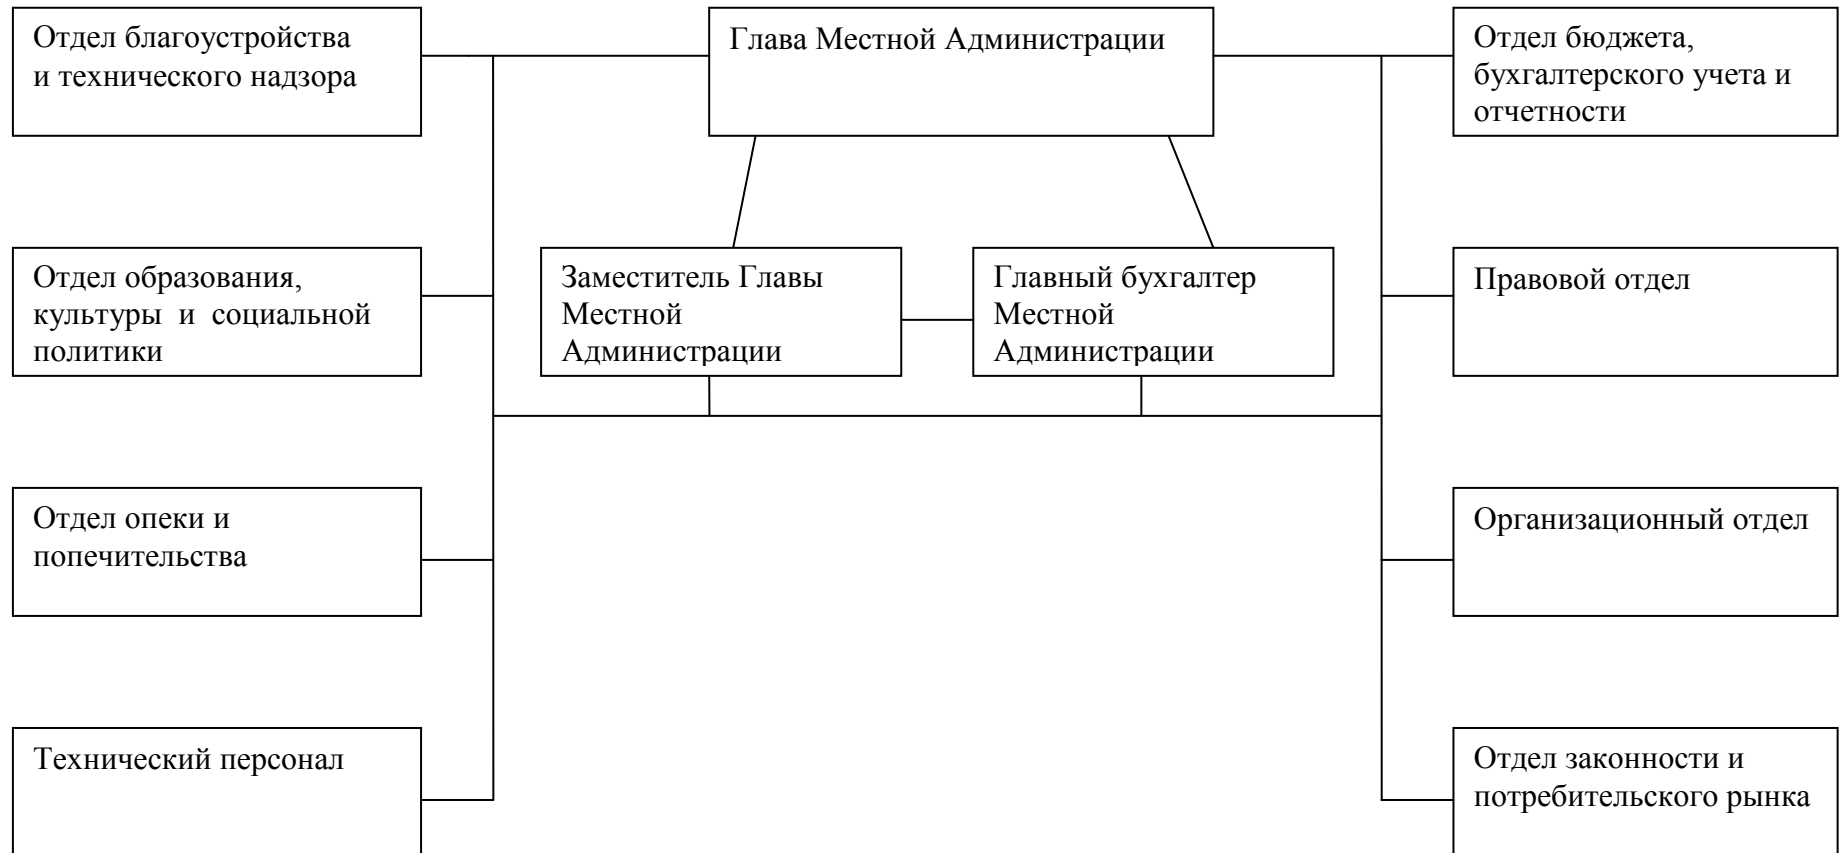 Отдел благоустройства
и технического надзора
Глава Местной Администрации
Отдел бюджета,
бухгалтерского учета и
отчетности
Отдел образования,
культуры и социальной
политики
Заместитель Главы
Местной
Администрации
Главный бухгалтер
Местной
Администрации
Правовой отдел
Отдел опеки и
попечительства
Организационный отдел
Технический персонал
Отдел законности и
потребительского рынка